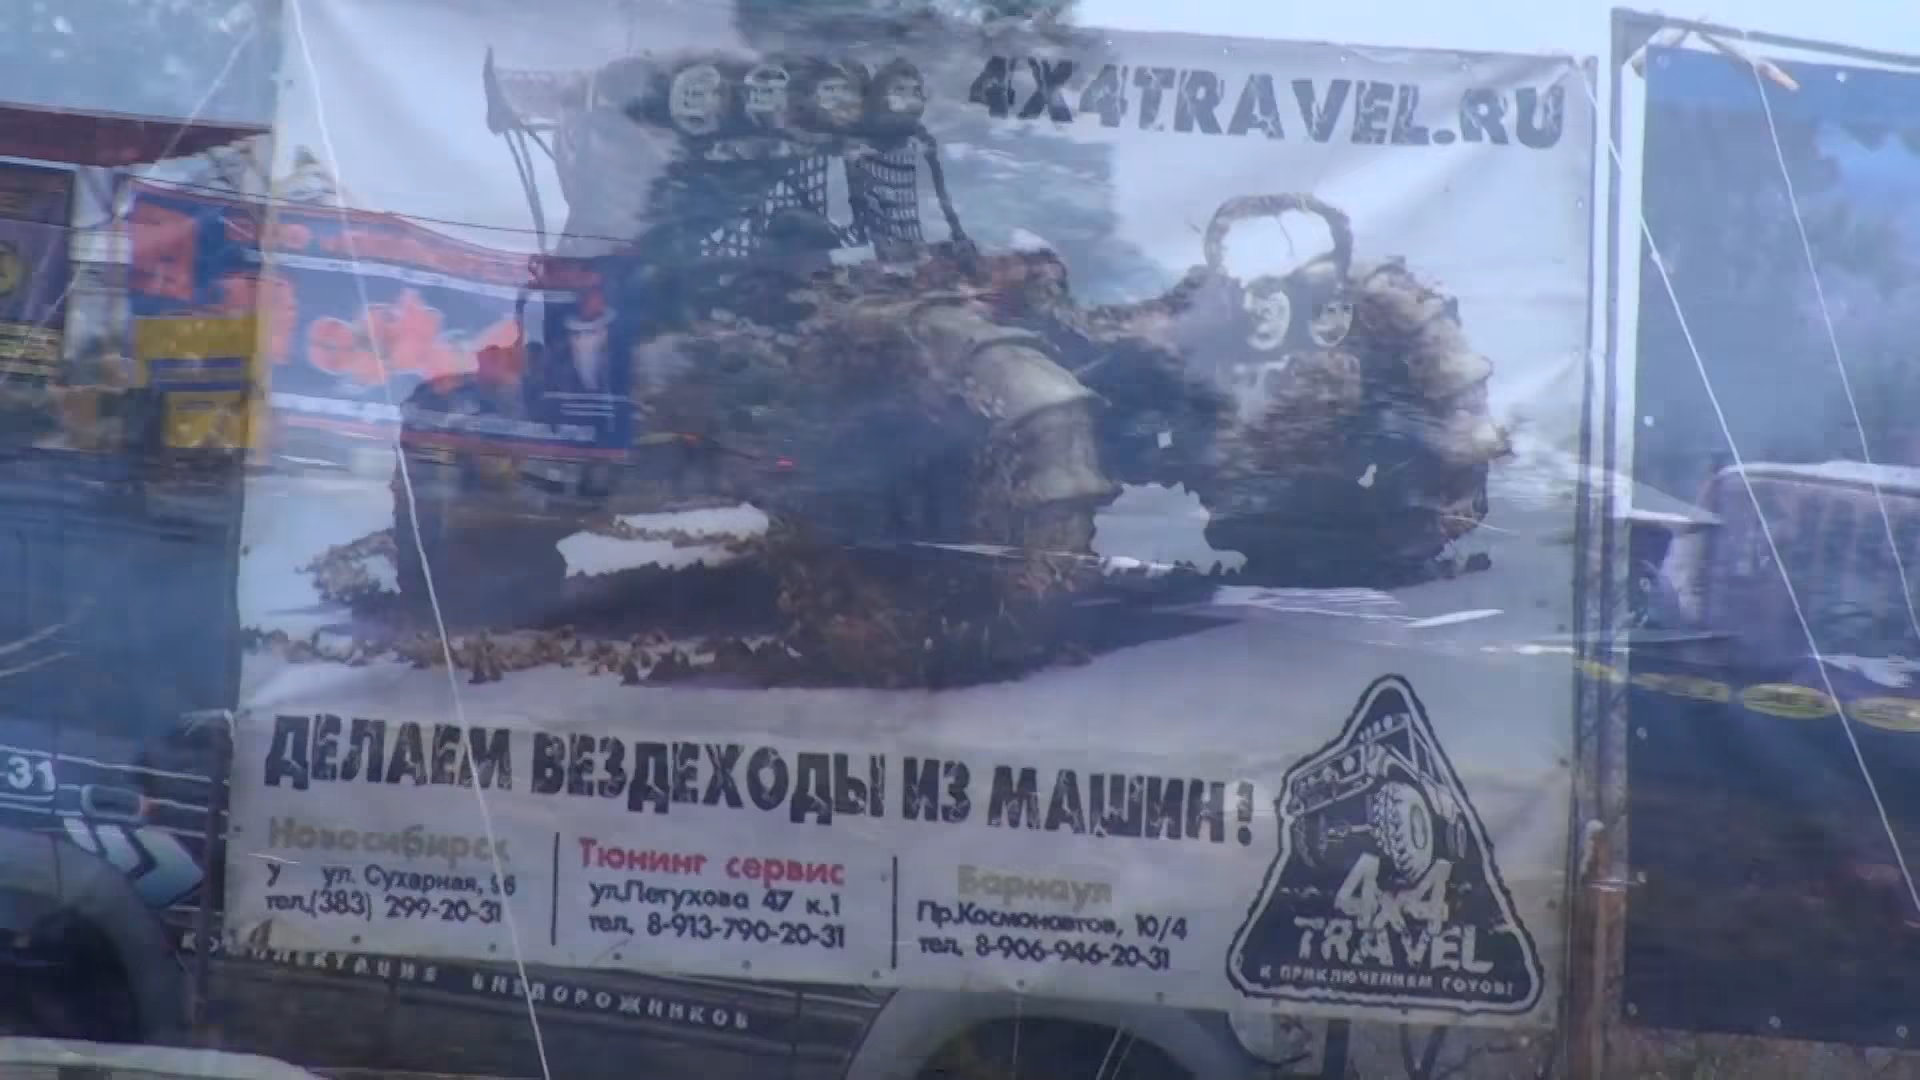 4X4TRAVEL.RU
ДЕЛАЕМ ВЕЗДЕХОДЫ ИЗ МАШИН!
Новосибирск
ул. Сухарная, 96
тел.(383) 299-20-31
Тюнинг сервис
ул.Петухова 47 к.1
тел. 8-913-790-20-31
Барнаул
Пр.Космонавтов, 10/4
тел. 8-906-946-20-31
4x4
TRAVEL
К ПРИКЛЮЧЕНИЯМ ГОТОВ!
-31
КОМПЛЕКТАЦИЯ ВНЕДОРОЖНИКОВ